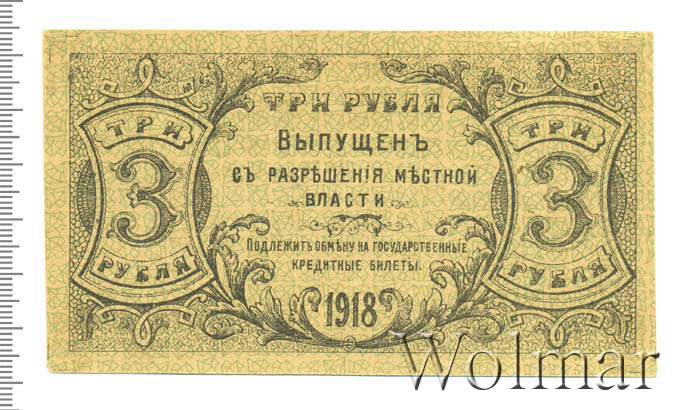 ТРИ РУБЛЯ
ТРИ
3
РУБЛЯ
ВЫПУЩЕНЪ
СЪ РАЗРѢШЕНІЯ МѢСТНОЙ
ВЛАСТИ
ПОДЛЕЖИТЪ ОБМѢНУ НА ГОСУДАРСТВЕННЫЕ
КРЕДИТНЫЕ БИЛЕТЫ.
1918
ТРИ
3
РУБЛЯ
Wolmar